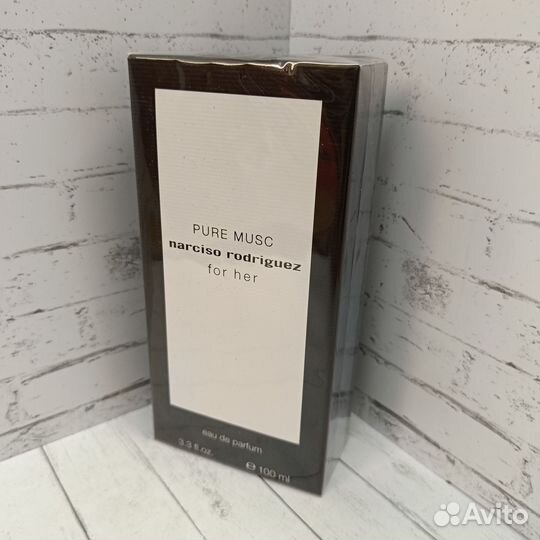 PURE MUSC
narciso rodriguez
for her
eau de parfum
3.3 fl.oz. ℮ 100 ml
Avito